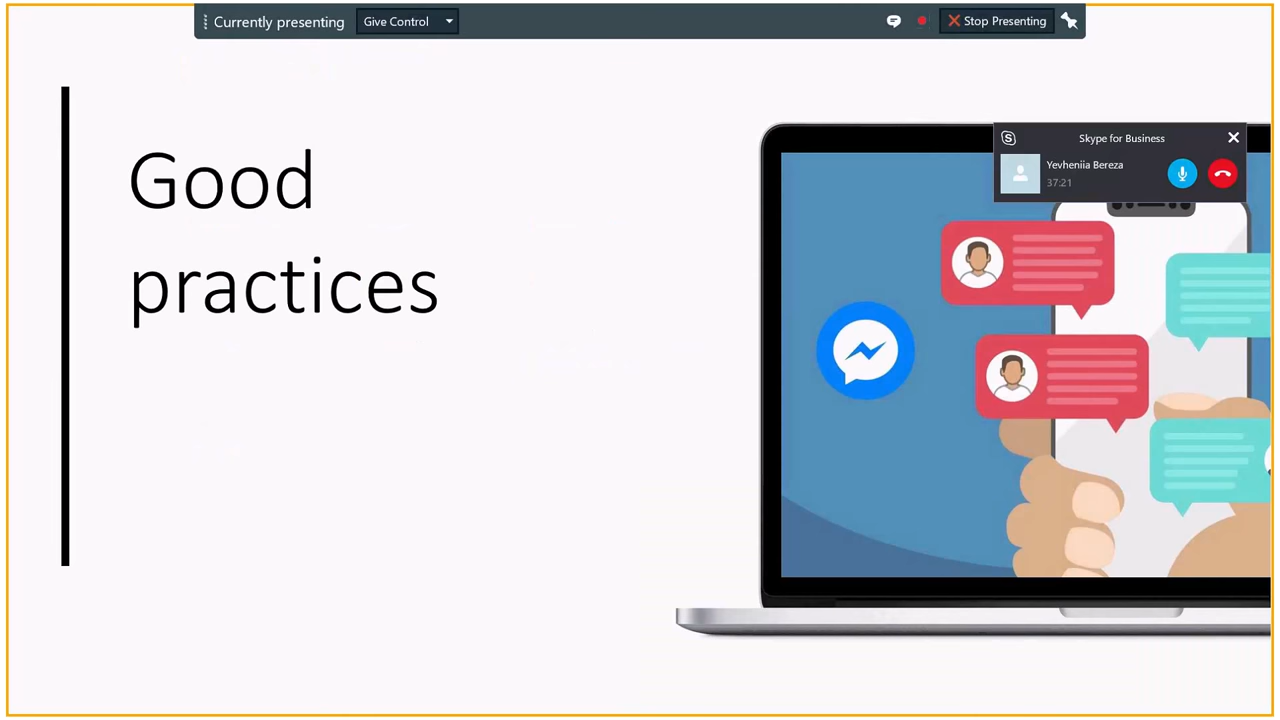 Currently presenting
Give Control
Stop Presenting
Skype for Business
Yevheniia Bereza
37:21
Good
practices